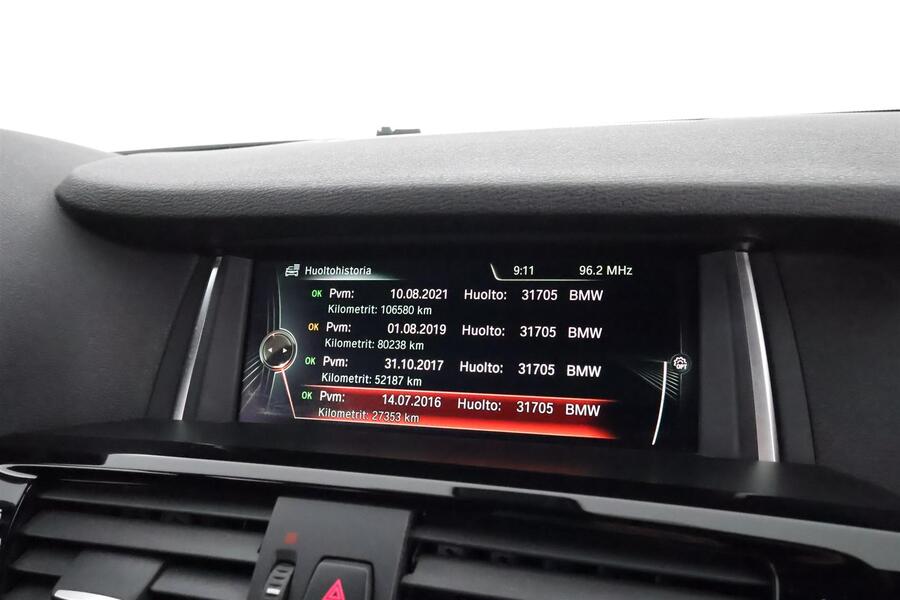 Huoltohistoria 9:11 96.2 MHz
OK Pvm: 10.08.2021 Huolto: 31705 BMW
Kilometrit: 106580 km
OK Pvm: 01.08.2019 Huolto: 31705 BMW
Kilometrit: 80238 km
OK Pvm: 31.10.2017 Huolto: 31705 BMW
Kilometrit: 52187 km
OK Pvm: 14.07.2016 Huolto: 31705 BMW
Kilometrit: 27353 km
OPT